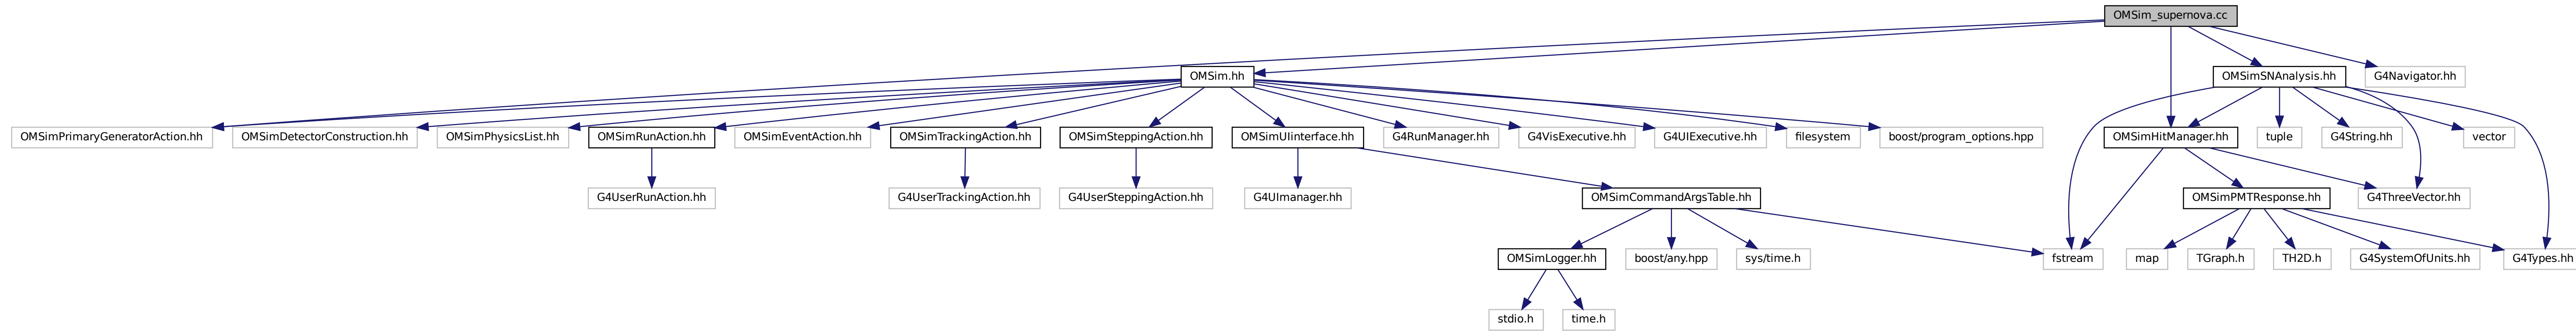 OMSim_supernova.cc
OMSim.hh
OMSimSNAnalysis.hh
G4Navigator.hh
OMSimPrimaryGeneratorAction.hh
OMSimDetectorConstruction.hh
OMSimPhysicsList.hh
OMSimRunAction.hh
OMSimEventAction.hh
OMSimTrackingAction.hh
OMSimSteppingAction.hh
OMSimUIinterface.hh
G4RunManager.hh
G4VisExecutive.hh
G4UIExecutive.hh
filesystem
boost/program_options.hpp
OMSimHitManager.hh
tuple
G4String.hh
vector
G4UserRunAction.hh
G4UserTrackingAction.hh
G4UserSteppingAction.hh
G4UImanager.hh
OMSimCommandArgsTable.hh
OMSimPMTResponse.hh
G4ThreeVector.hh
OMSimLogger.hh
boost/any.hpp
sys/time.h
fstream
map
TGraph.h
TH2D.h
G4SystemOfUnits.hh
G4Types.hh
stdio.h
time.h